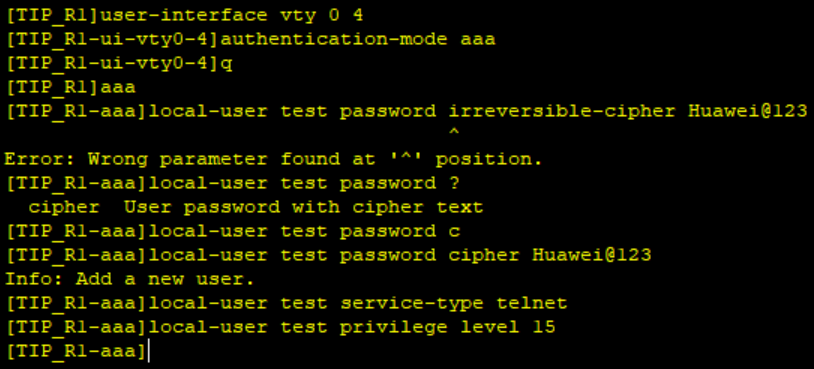 [TIP_R1]user-interface vty 0 4
[TIP_R1-ui-vty0-4]authentication-mode aaa
[TIP_R1-ui-vty0-4]q
[TIP_R1]aaa
[TIP_R1-aaa]local-user test password irreversible-cipher Huawei@123
^
Error: Wrong parameter found at '^' position.
[TIP_R1-aaa]local-user test password ?
cipher  User password with cipher text
[TIP_R1-aaa]local-user test password c
[TIP_R1-aaa]local-user test password cipher Huawei@123
Info: Add a new user.
[TIP_R1-aaa]local-user test service-type telnet
[TIP_R1-aaa]local-user test privilege level 15
[TIP_R1-aaa]